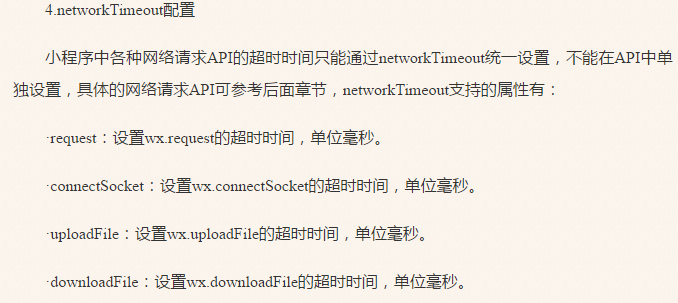 4.networkTimeout配置
小程序中各种网络请求API的超时时间只能通过networkTimeout统一设置，不能在API中单
独设置，具体的网络请求API可参考后面章节，networkTimeout支持的属性有：
·request：设置wx.request的超时时间，单位毫秒。
·connectSocket：设置wx.connectSocket的超时时间，单位毫秒。
·uploadFile：设置wx.uploadFile的超时时间，单位毫秒。
·downloadFile：设置wx.downloadFile的超时时间，单位毫秒。